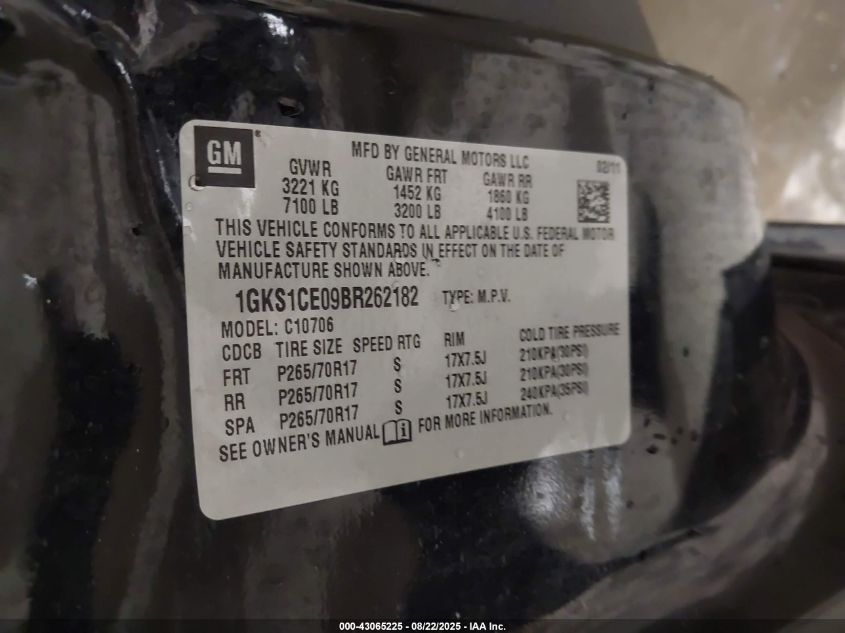 GM
MFD BY GENERAL MOTORS LLC 02/11
GVWR GAWR FRT GAWR RR
3221 KG 1452 KG 1860 KG
7100 LB 3200 LB 4100 LB
THIS VEHICLE CONFORMS TO ALL APPLICABLE U.S. FEDERAL MOTOR
VEHICLE SAFETY STANDARDS IN EFFECT ON THE DATE OF
MANUFACTURE SHOWN ABOVE.
1GKS1CE09BR262182 TYPE: M.P.V.
MODEL: C10706
CDCB TIRE SIZE SPEED RTG RIM COLD TIRE PRESSURE
FRT P265/70R17 S 17X7.5J 210KPA(30PSI)
RR P265/70R17 S 17X7.5J 210KPA(30PSI)
SPA P265/70R17 S 17X7.5J 240KPA(35PSI)
SEE OWNER'S MANUAL FOR MORE INFORMATION.
000-43065225 - 08/22/2025 - IAA Inc.